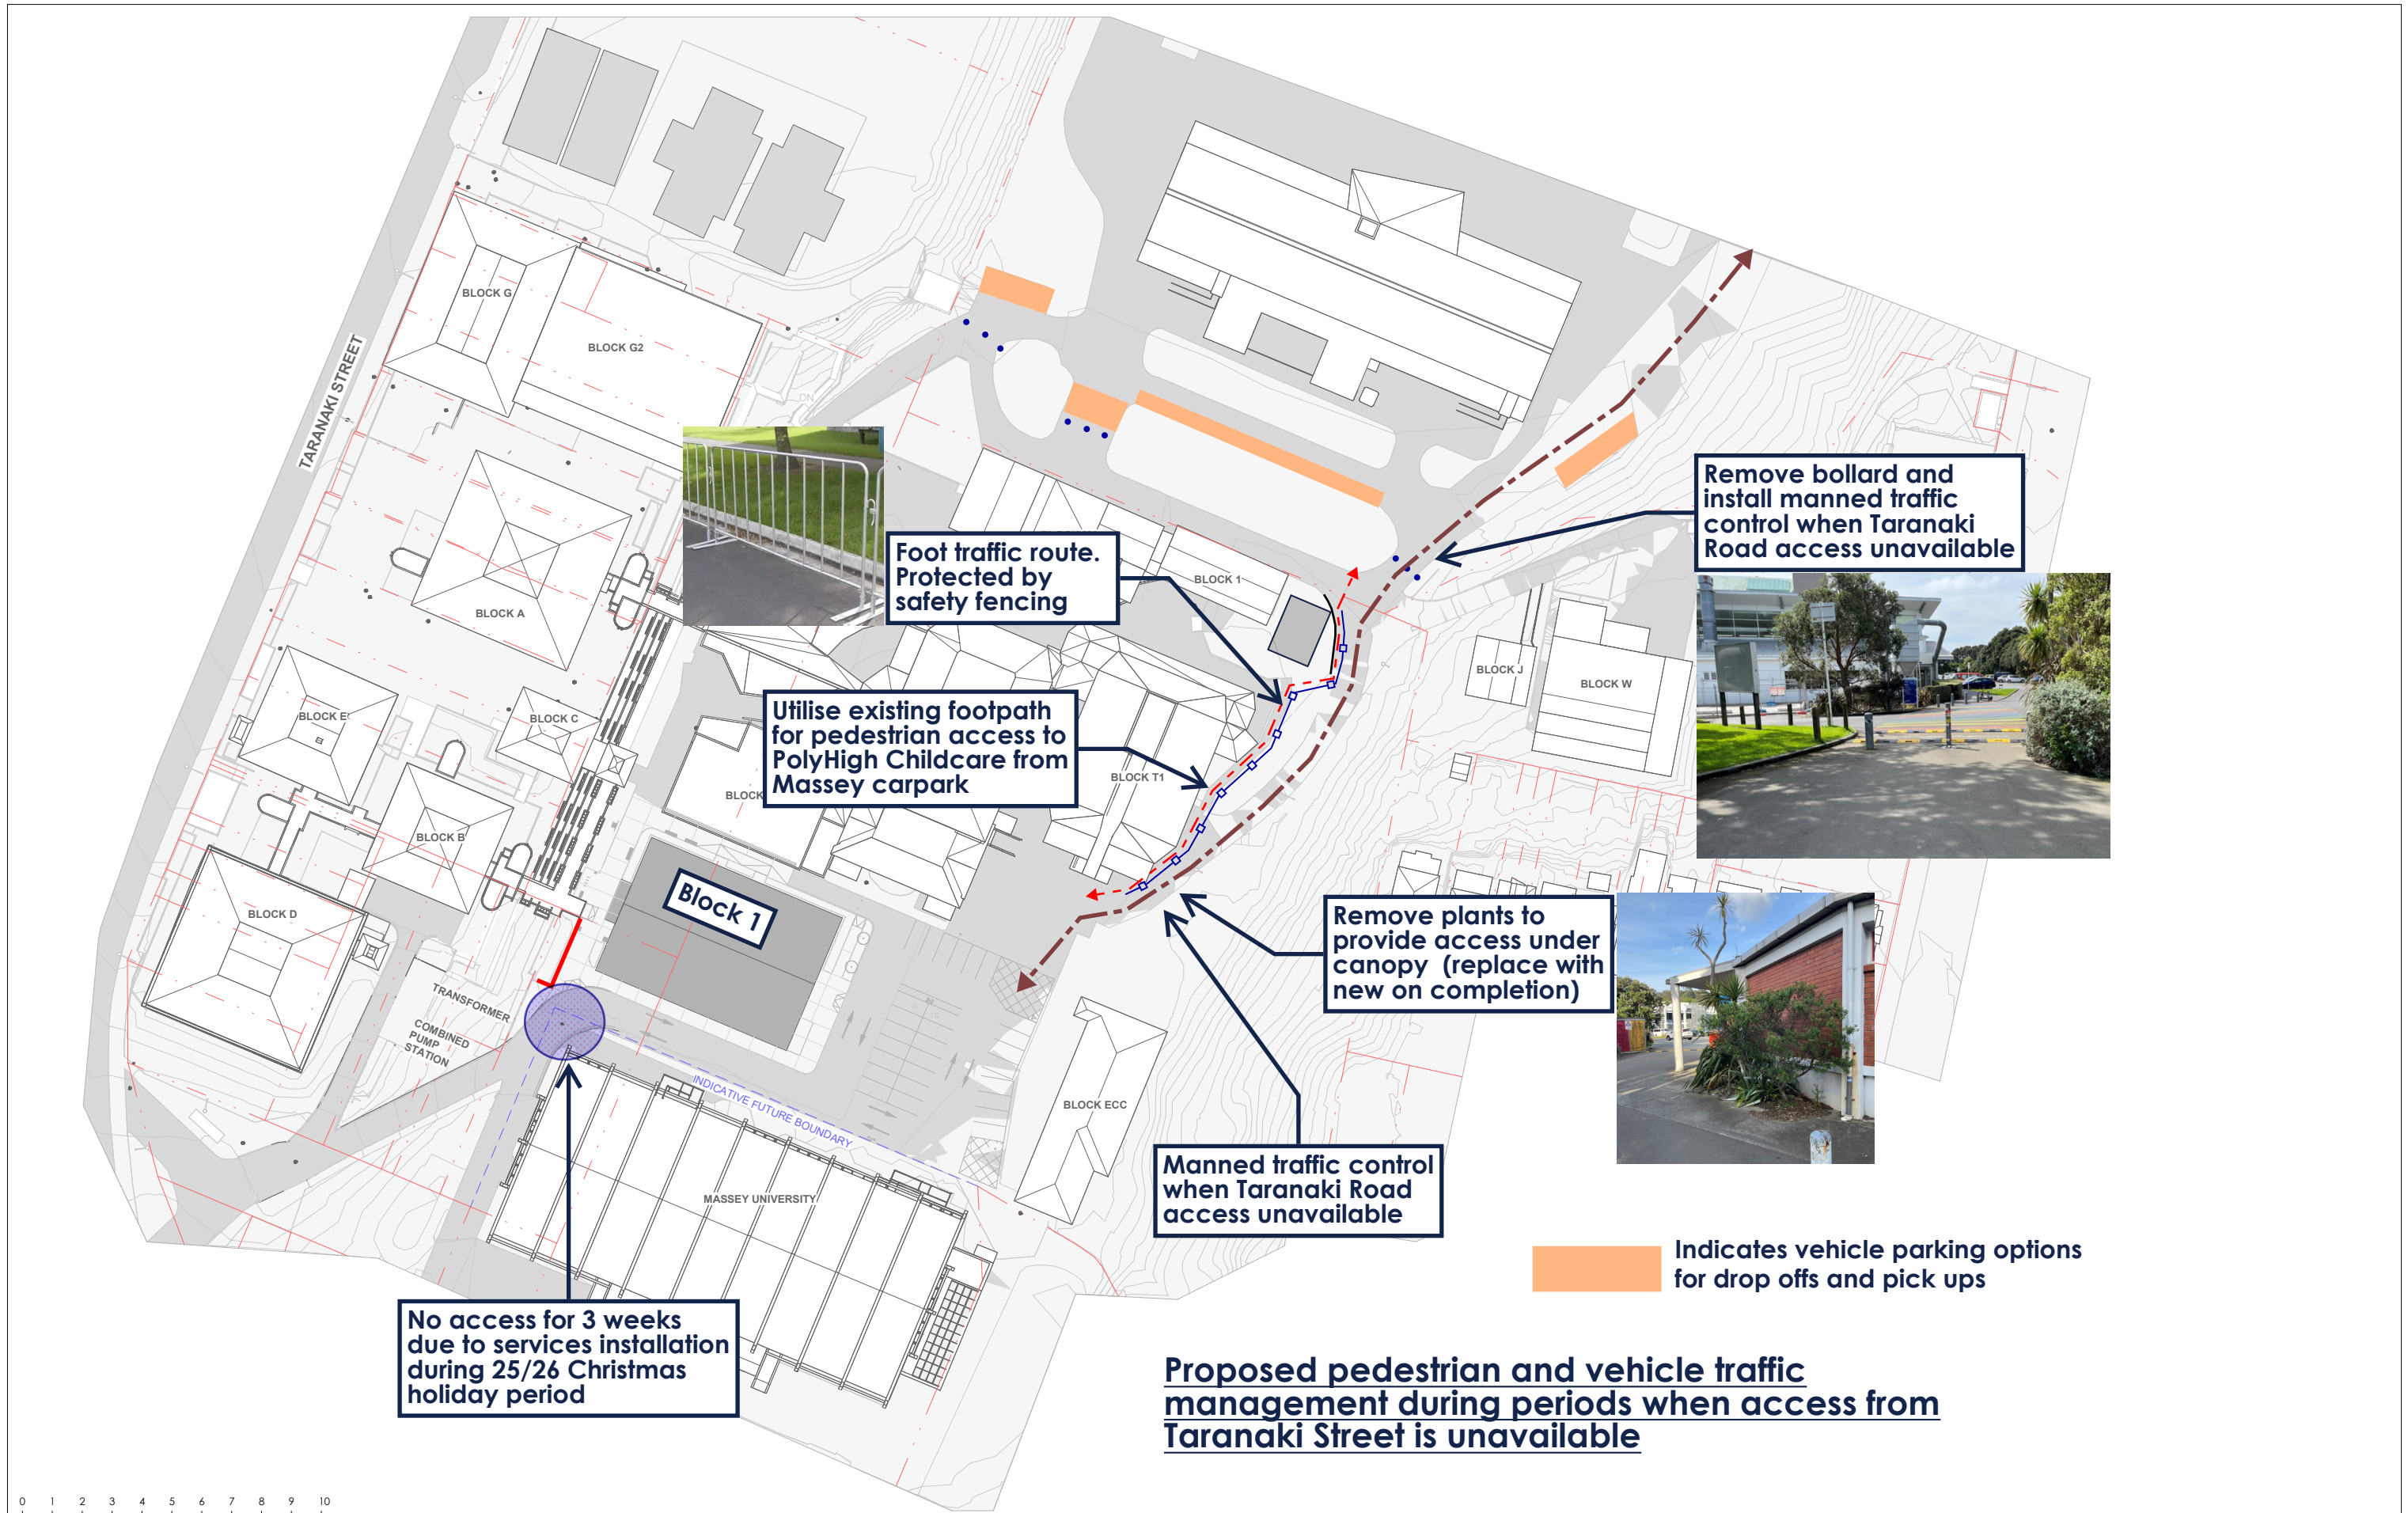 BLOCK G
BLOCK G2
TARANAKI STREET
DN
BLOCK A
Foot traffic route.
Protected by
safety fencing
BLOCK 1
Remove bollard and
install manned traffic
control when Taranaki
Road access unavailable
BLOCK J
BLOCK W
BLOCK E
BLOCK C
Utilise existing footpath
for pedestrian access to
PolyHigh Childcare from
Massey carpark
BLOCK
BLOCK T1
BLOCK B
BLOCK D
Block 1
Remove plants to
provide access under
canopy (replace with
new on completion)
TRANSFORMER
COMBINED
PUMP
STATION
INDICATIVE FUTURE BOUNDARY
BLOCK ECC
MASSEY UNIVERSITY
Manned traffic control
when Taranaki Road
access unavailable
Indicates vehicle parking options
for drop offs and pick ups
No access for 3 weeks
due to services installation
during 25/26 Christmas
holiday period
Proposed pedestrian and vehicle traffic
management during periods when access from
Taranaki Street is unavailable
0 1 2 3 4 5 6 7 8 9 10